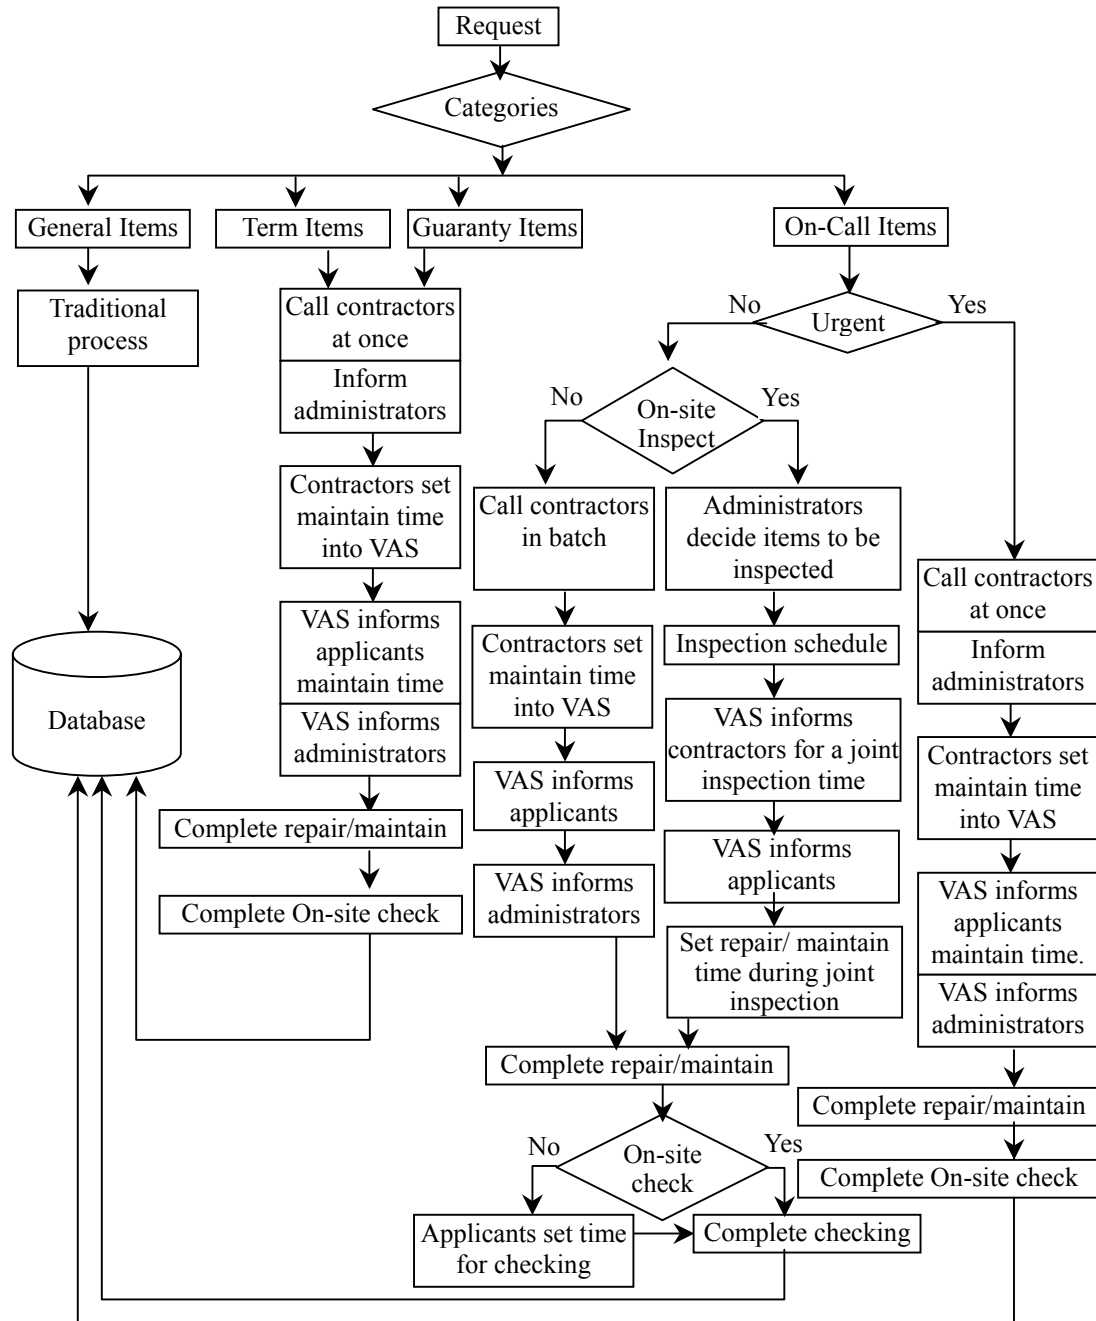 Request
Categories
General Items
Term Items
Guaranty Items
On-Call Items
Traditional
process
Call contractors
at once
Inform
administrators
No
Urgent
Yes
No
On-site
Inspect
Yes
Contractors set
maintain time
into VAS
Call contractors
in batch
Administrators
decide items to be
inspected
Call contractors
at once
Inform
administrators
VAS informs
applicants
maintain time
VAS informs
administrators
Contractors set
maintain time
into VAS
Inspection schedule
VAS informs
contractors for a joint
inspection time
Database
Contractors set
maintain time
into VAS
VAS informs
applicants
VAS informs
applicants
Complete repair/maintain
Complete On-site check
VAS informs
administrators
Set repair/ maintain
time during joint
inspection
VAS informs
applicants
maintain time.
VAS informs
administrators
Complete repair/maintain
Complete repair/maintain
No
On-site
check
Yes
Complete On-site check
Applicants set time
for checking
Complete checking